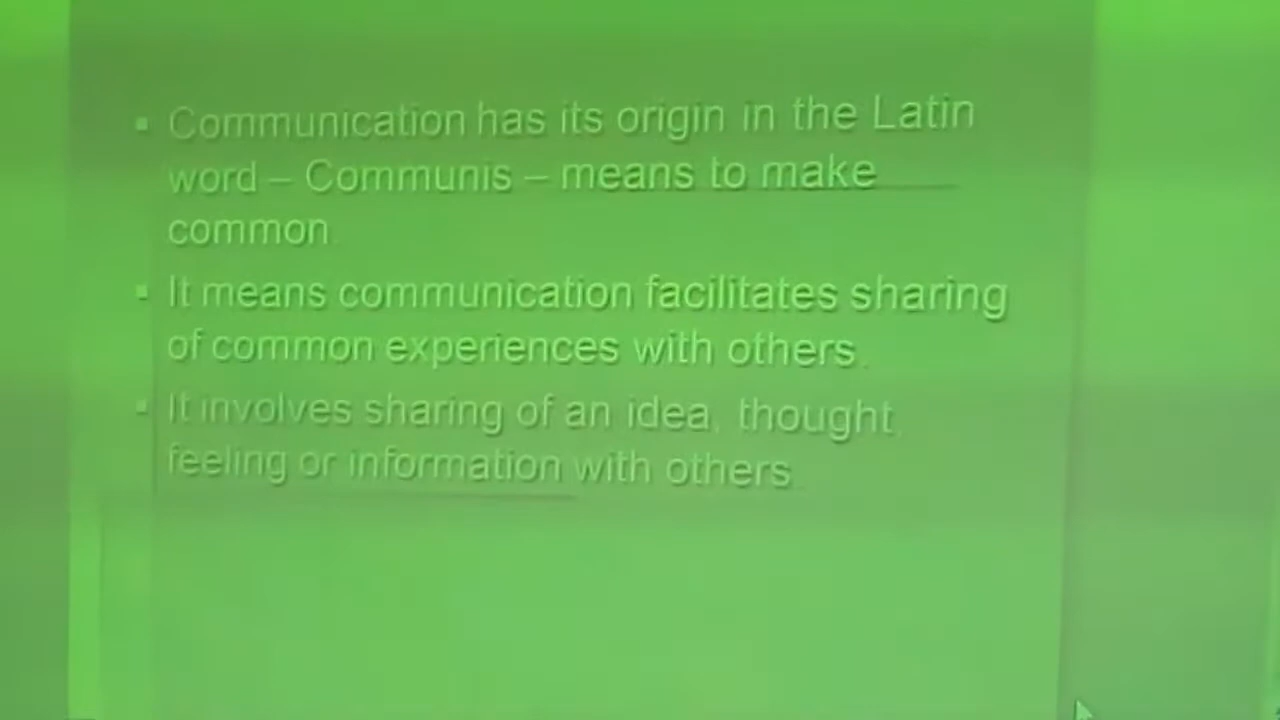 ▪ Communication has its origin in the Latin
word – Communis – means to make
common.
▪ It means communication facilitates sharing
of common experiences with others.
▪ It involves sharing of an idea, thought,
feeling or information with others.